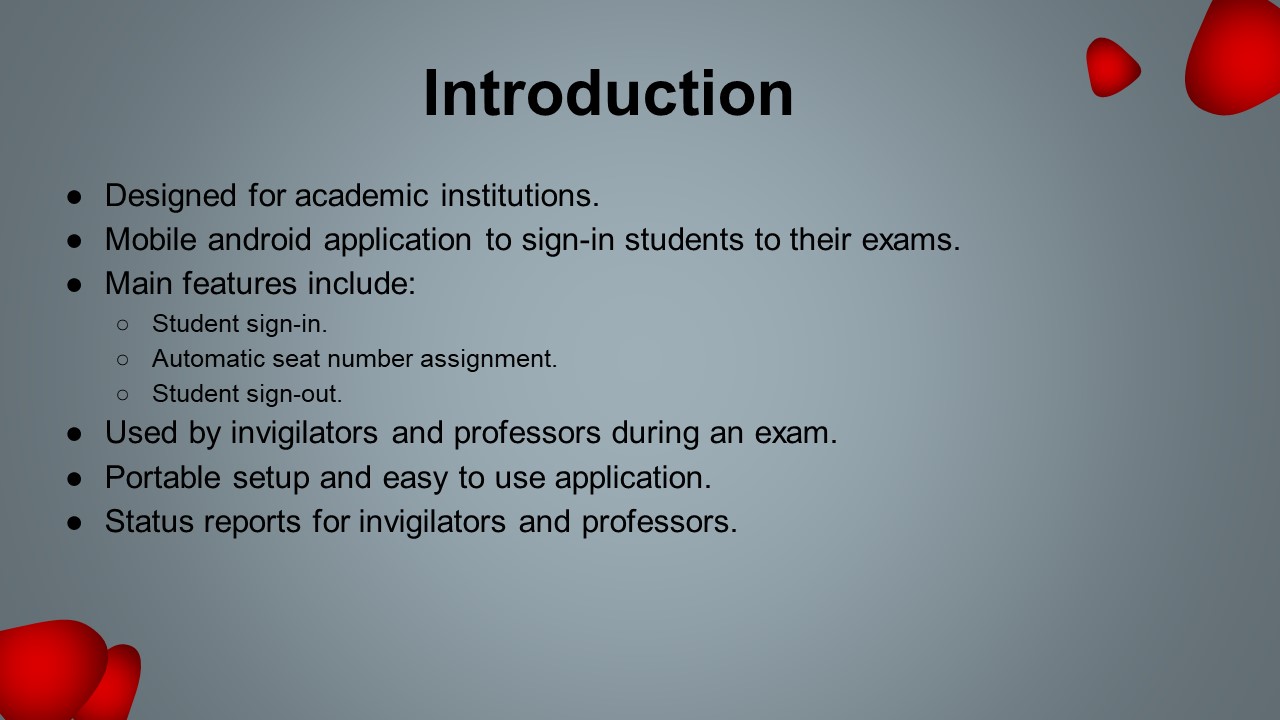 Introduction
● Designed for academic institutions.
● Mobile android application to sign-in students to their exams.
● Main features include:
○ Student sign-in.
○ Automatic seat number assignment.
○ Student sign-out.
● Used by invigilators and professors during an exam.
● Portable setup and easy to use application.
● Status reports for invigilators and professors.